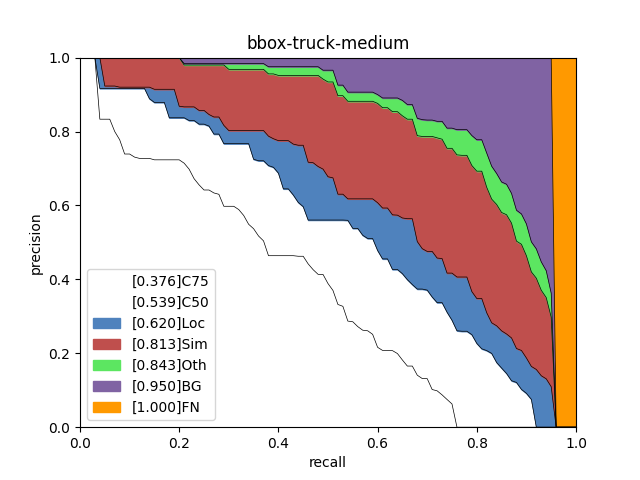 bbox-truck-medium
precision
1.0
0.8
0.6
0.4
0.2
0.0
[0.376]C75
[0.539]C50
[0.620]Loc
[0.813]Sim
[0.843]Oth
[0.950]BG
[1.000]FN
0.0 0.2 0.4 0.6 0.8 1.0
recall